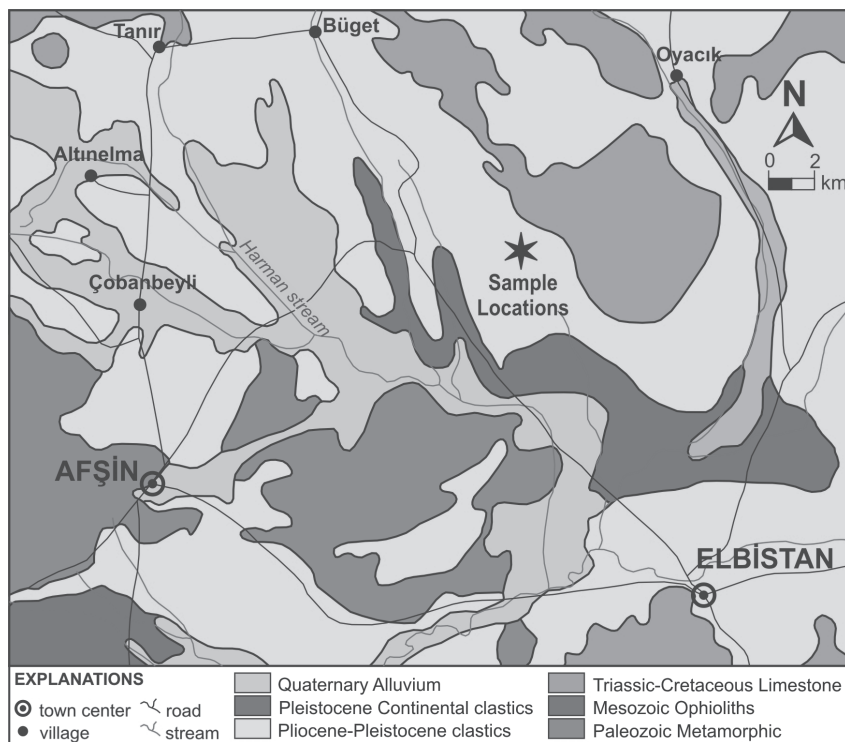 Tanır
Büget
Oyacık
N
0 2
km
Altınelma
Harman stream
Sample
Locations
Çobanbeyli
AFŞİN
ELBİSTAN
EXPLANATIONS
town center
road
village
stream
Quaternary Alluvium
Pleistocene Continental clastics
Pliocene-Pleistocene clastics
Triassic-Cretaceous Limestone
Mesozoic Ophioliths
Paleozoic Metamorphic